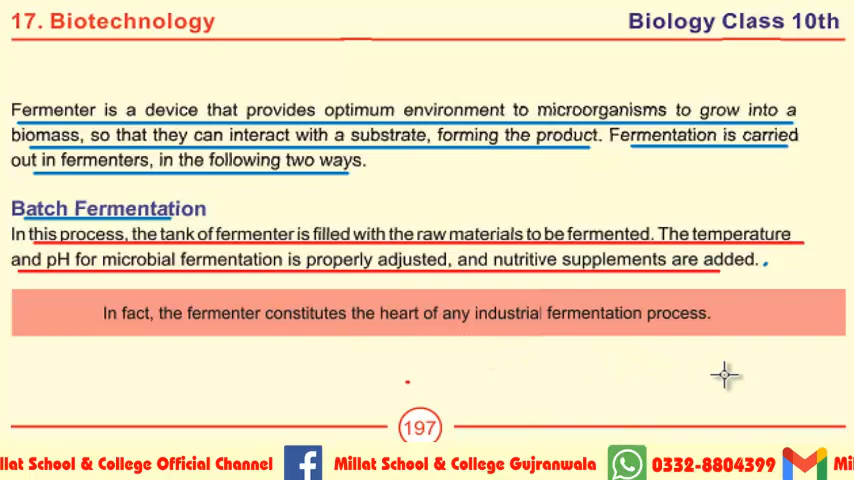 17. Biotechnology
Biology Class 10th
Fermenter is a device that provides optimum environment to microorganisms to grow into a
biomass, so that they can interact with a substrate, forming the product. Fermentation is carried
out in fermenters, in the following two ways.
Batch Fermentation
In this process, the tank of fermenter is filled with the raw materials to be fermented. The temperature
and pH for microbial fermentation is properly adjusted, and nutritive supplements are added.
In fact, the fermenter constitutes the heart of any industrial fermentation process.
197
llat School & College Official Channel Millat School & College Gujranwala 0332-8804399 Mi